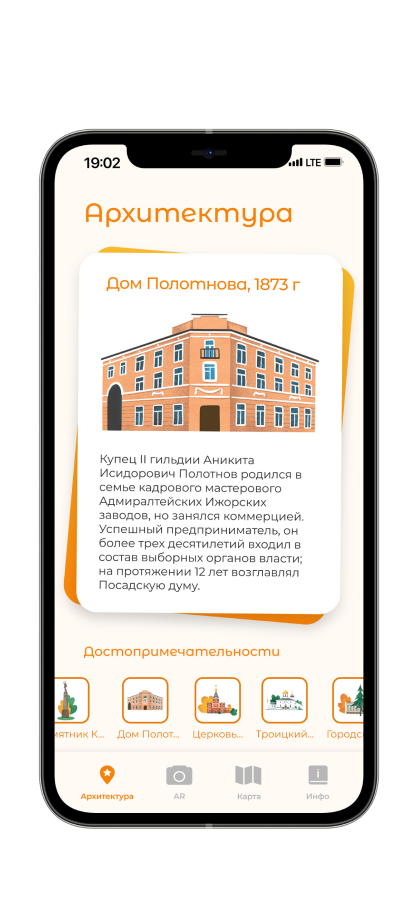 19:02
LTE
Архитектура
Дом Полотнова, 1873 г
Купец II гильдии Аникита
Исидорович Полотнов родился в
семье кадрового мастерового
Адмиралтейских Ижорских
заводов, но занялся коммерцией.
Успешный предприниматель, он
более трех десятилетий входил в
состав выборных органов власти;
на протяжении 12 лет возглавлял
Посадскую думу.
Достопримечательности
мятник К... Дом Полот... Церковь... Троицкий... Городс
Архитектура AR Карта Инфо